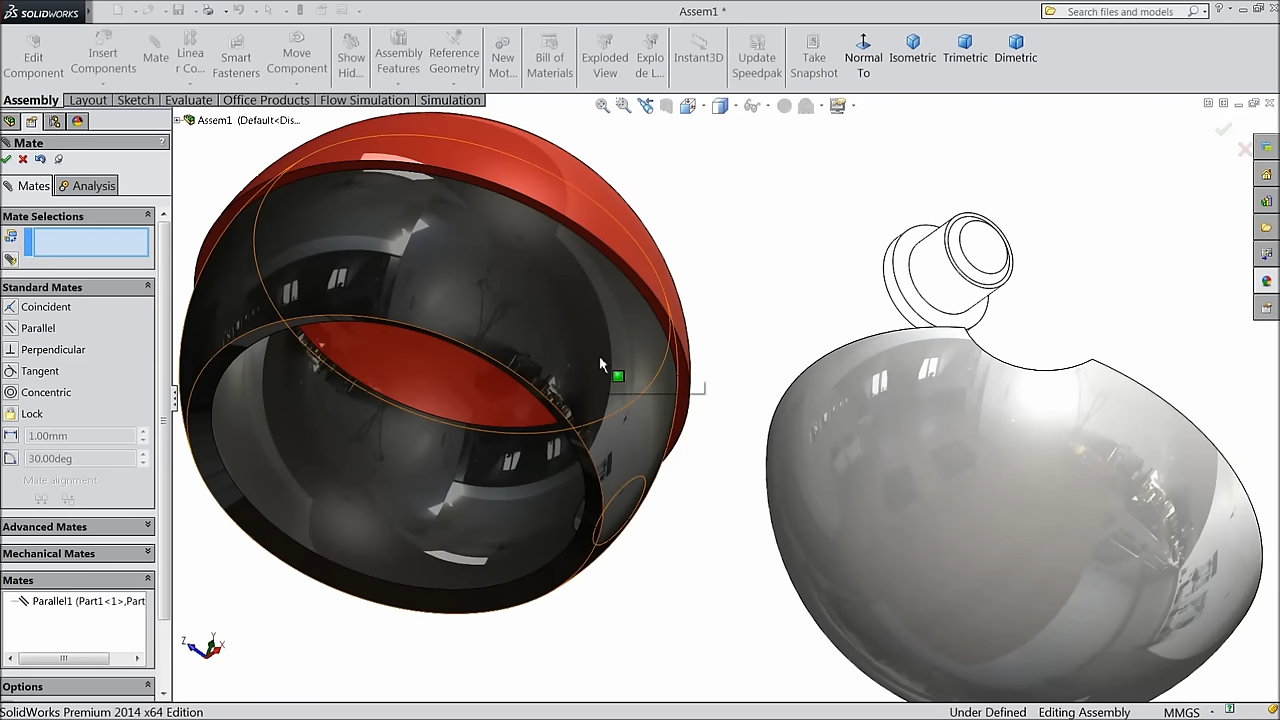 SOLIDWORKS
Assem1 *
Search files and models
Edit
Component
Insert
Components
Mate
Linea
r Co...
Smart
Fasteners
Move
Component
Show
Hid...
Assembly
Features
Reference
Geometry
New
Mot...
Bill of
Materials
Exploded
View
Explo
de L...
Instant3D
Update
Speedpak
Take
Snapshot
Normal
To
Isometric
Trimetric
Dimetric
Assembly
Layout
Sketch
Evaluate
Office Products
Flow Simulation
Simulation
Assem1 (Default<Dis...
Mate
?
Mates
Analysis
Mate Selections
Standard Mates
Coincident
Parallel
Perpendicular
Tangent
Concentric
Lock
1.00mm
30.00deg
Mate alignment:
Advanced Mates
Mechanical Mates
Mates
Parallel1 (Part1<1>,Part
Options
Z
Y
X
SolidWorks Premium 2014 x64 Edition
Under Defined
Editing Assembly
MMGS